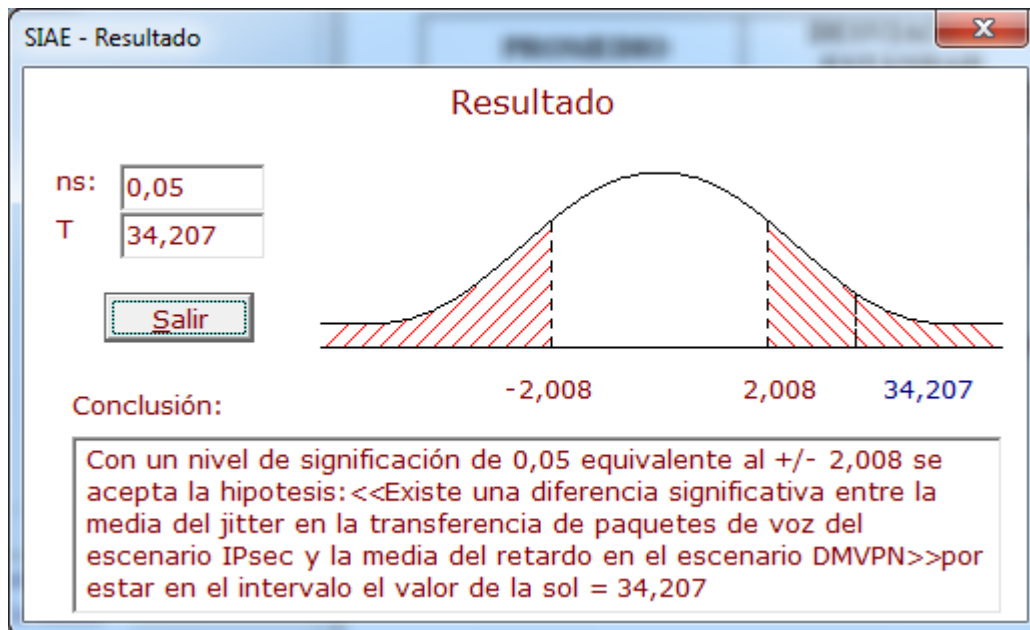 SIAE - Resultado
PROMEDIO
Resultado
ns:
0,05
T
34,207
Salir
-2,008
2,008
34,207
Conclusión:
Con un nivel de significación de 0,05 equivalente al +/- 2,008 se
acepta la hipotesis:<<Existe una diferencia significativa entre la
media del jitter en la transferencia de paquetes de voz del
escenario IPsec y la media del retardo en el escenario DMVPN>>por
estar en el intervalo el valor de la sol = 34,207